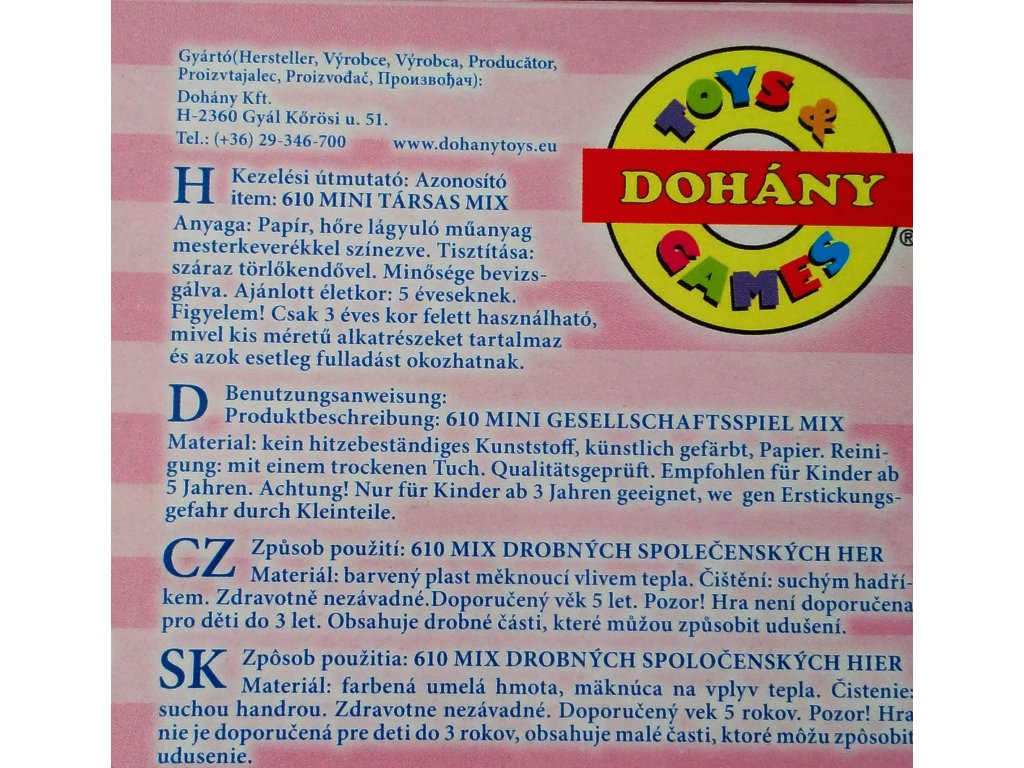 Gyártó(Hersteller, Výrobce, Výrobca, Producător,
Proizvtajalec, Proizvođač, Произвођач):
Dohány Kft.
H-2360 Gyál Kőrösi u. 51.
Tel.: (+36) 29-346-700 www.dohanytoys.eu
TOYS &
DOHÁNY
®
GAMES
H Kezelési útmutató: Azonosító
item: 610 MINI TÁRSAS MIX
Anyaga: Papír, hőre lágyuló műanyag
mesterkeverékkel színezve. Tisztítása:
száraz törlőkendővel. Minősége bevizs-
gálva. Ajánlott életkor: 5 éveseknek.
Figyelem! Csak 3 éves kor felett használható,
mivel kis méretű alkatrészeket tartalmaz
és azok esetleg fulladást okozhatnak.
D Benutzungsanweisung:
Produktbeschreibung: 610 MINI GESELLSCHAFTSSPIEL MIX
Material: kein hitzebeständiges Kunststoff, künstlich gefärbt, Papier. Reini-
gung: mit einem trockenen Tuch. Qualitätsgeprüft. Empfohlen für Kinder ab
5 Jahren. Achtung! Nur für Kinder ab 3 Jahren geeignet, we gen Erstickungs-
gefahr durch Kleinteile.
CZ Způsob použití: 610 MIX DROBNÝCH SPOLEČENSKÝCH HER
Materiál: barvený plast měknoucí vlivem tepla. Čištění: suchým hadří-
kem. Zdravotně nezávadné.Doporučený věk 5 let. Pozor! Hra není doporučena
pro děti do 3 let. Obsahuje drobné části, které můžou způsobit udušení.
SK Zpôsob použitia: 610 MIX DROBNÝCH SPOLOČENSKÝCH HIER
Materiál: farbená umelá hmota, mäknúca na vplyv tepla. Čistenie:
suchou handrou. Zdravotne nezávadné. Doporučený vek 5 rokov. Pozor! Hra
nie je doporučená pre deti do 3 rokov, obsahuje malé časti, ktoré môžu zpôsobit
udusenie.